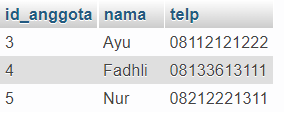 id_anggota nama telp
3 Ayu 08112121222
4 Fadhli 08133613111
5 Nur 08212221311